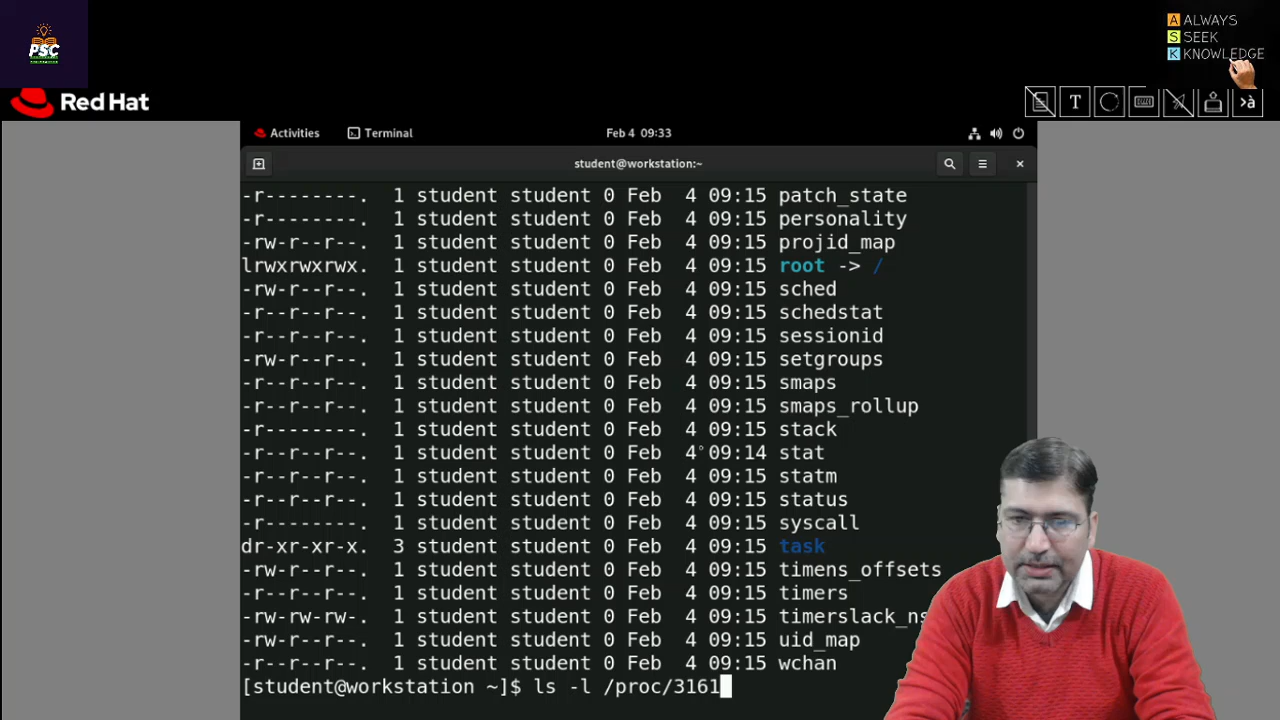 PSC
A ALWAYS
S SEEK
K KNOWLEDGE
Red Hat
T
à
Activities
Terminal
Feb 4 09:33
student@workstation:~
-r--------. 1 student student 0 Feb 4 09:15 patch_state
-r--------. 1 student student 0 Feb 4 09:15 personality
-rw-r--r--. 1 student student 0 Feb 4 09:15 projid_map
lrwxrwxrwx. 1 student student 0 Feb 4 09:15 root -> /
-rw-r--r--. 1 student student 0 Feb 4 09:15 sched
-r--r--r--. 1 student student 0 Feb 4 09:15 schedstat
-r--r--r--. 1 student student 0 Feb 4 09:15 sessionid
-rw-r--r--. 1 student student 0 Feb 4 09:15 setgroups
-r--r--r--. 1 student student 0 Feb 4 09:15 smaps
-r--r--r--. 1 student student 0 Feb 4 09:15 smaps_rollup
-r--------. 1 student student 0 Feb 4 09:15 stack
-r--r--r--. 1 student student 0 Feb 4 09:14 stat
-r--r--r--. 1 student student 0 Feb 4 09:15 statm
-r--r--r--. 1 student student 0 Feb 4 09:15 status
-r--------. 1 student student 0 Feb 4 09:15 syscall
dr-xr-xr-x. 3 student student 0 Feb 4 09:15 task
-rw-r--r--. 1 student student 0 Feb 4 09:15 timens_offsets
-r--r--r--. 1 student student 0 Feb 4 09:15 timers
-rw-rw-rw-. 1 student student 0 Feb 4 09:15 timerslack_ns
-rw-r--r--. 1 student student 0 Feb 4 09:15 uid_map
-r--r--r--. 1 student student 0 Feb 4 09:15 wchan
[student@workstation ~]$ ls -l /proc/3161